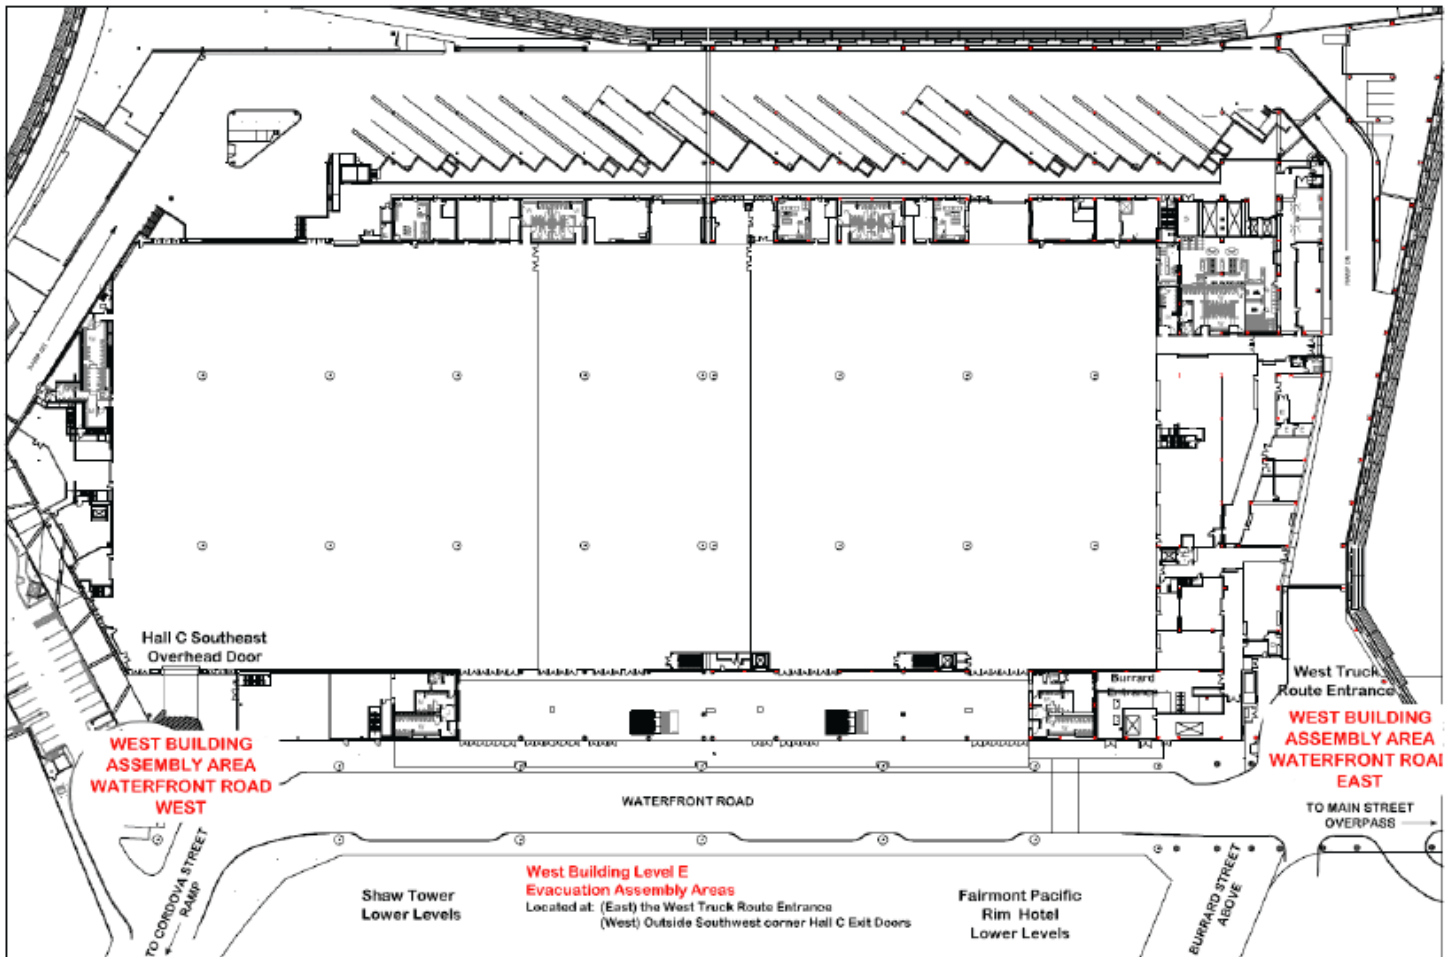 Hall C Southeast
Overhead Door
Burrard
Entrance
West Truck
Route Entrance
WEST BUILDING
ASSEMBLY AREA
WATERFRONT ROAD
WEST
WEST BUILDING
ASSEMBLY AREA
WATERFRONT ROAD
EAST
WATERFRONT ROAD
TO MAIN STREET
OVERPASS
TO CORDOVA STREET
RAMP
West Building Level E
Evacuation Assembly Areas
Located at: (East) the West Truck Route Entrance
(West) Outside Southwest corner Hall C Exit Doors
Shaw Tower
Lower Levels
Fairmont Pacific
Rim Hotel
Lower Levels
BURRARD STREET
ABOVE